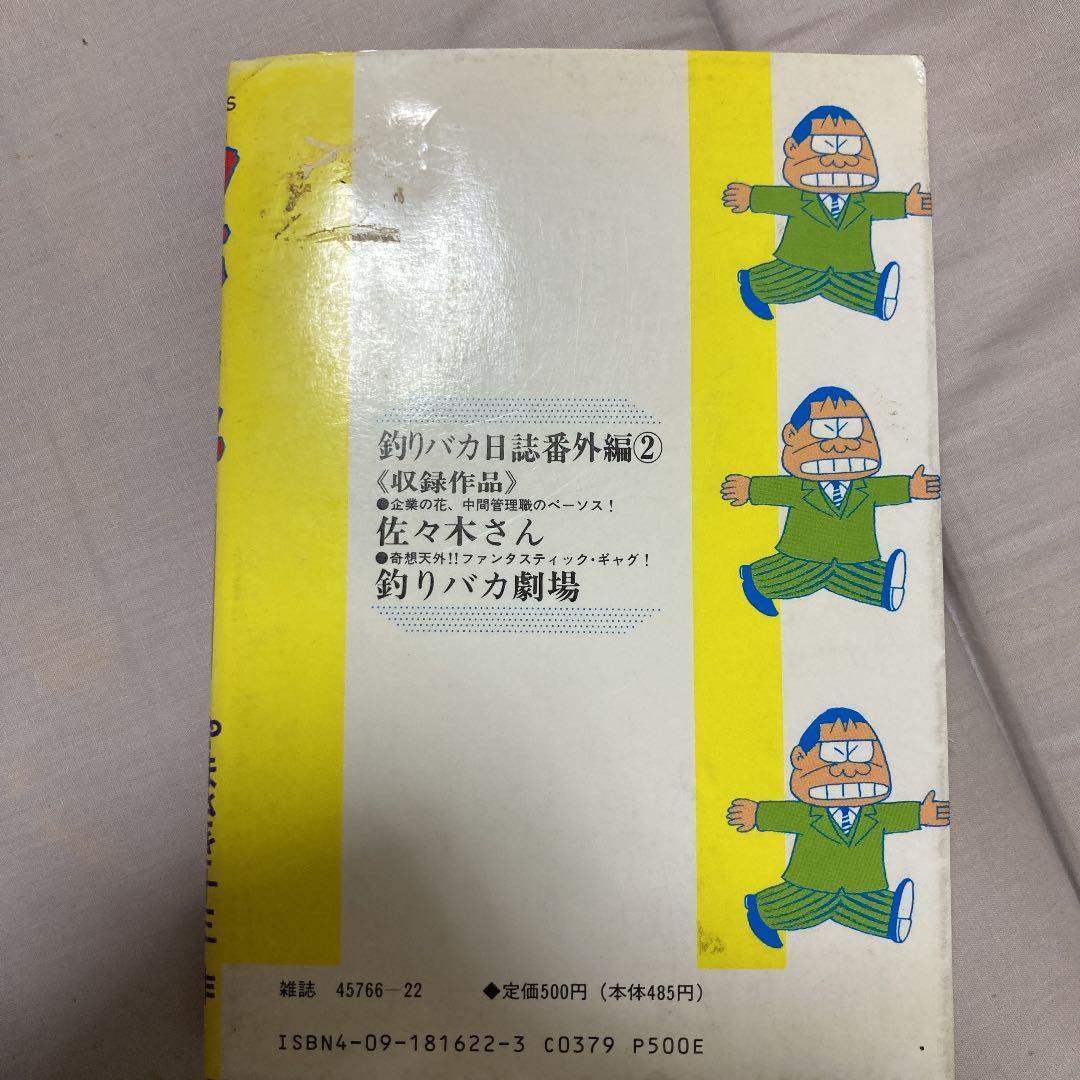 釣りバカ日誌番外編②
《収録作品》
●企業の花、中間管理職のペーソス!
佐々木さん
●奇想天外!!ファンタスティック・ギャグ!
釣りバカ劇場
雑誌 45766-22 ◆定価500円(本体485円)
ISBN4-09-181622-3 C0379 P500E